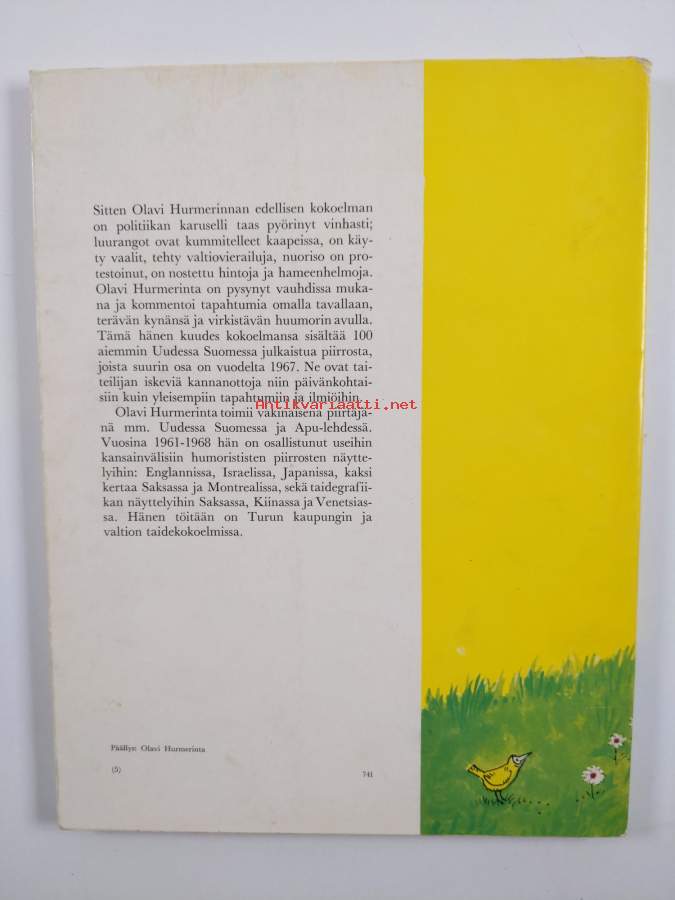 Sitten Olavi Hurmerinnan edellisen kokoelman
on politiikan karuselli taas pyörinyt vinhasti;
luurangot ovat kummitelleet kaapeissa, on käy-
ty vaalit, tehty valtiovierailuja, nuoriso on pro-
testoinut, on nostettu hintoja ja hameenhelmoja.
Olavi Hurmerinta on pysynyt vauhdissa muka-
na ja kommentoi tapahtumia omalla tavallaan,
terävän kynänsä ja virkistävän huumorin avulla.
Tämä hänen kuudes kokoelmansa sisältää 100
aiemmin Uudessa Suomessa julkaistua piirrosta,
joista suurin osa on vuodelta 1967. Ne ovat tai-
teilijan iskeviä kannanottoja niin päivänkohtai-
siin kuin yleisempiin tapahtumiin ja ilmiöihin.
Antikvariaatti.net
Olavi Hurmerinta toimii vakinaisena piirtäjä-
nä mm. Uudessa Suomessa ja Apu-lehdessä.
Vuosina 1961-1968 hän on osallistunut useihin
kansainvälisiin humorististen piirrosten näytte-
lyihin: Englannissa, Israelissa, Japanissa, kaksi
kertaa Saksassa ja Montrealissa, sekä taidegrafii-
kan näyttelyihin Saksassa, Kiinassa ja Venetsias-
sa. Hänen töitään on Turun kaupungin ja
valtion taidekokoelmissa.
Päällys: Olavi Hurmerinta
(5) 741